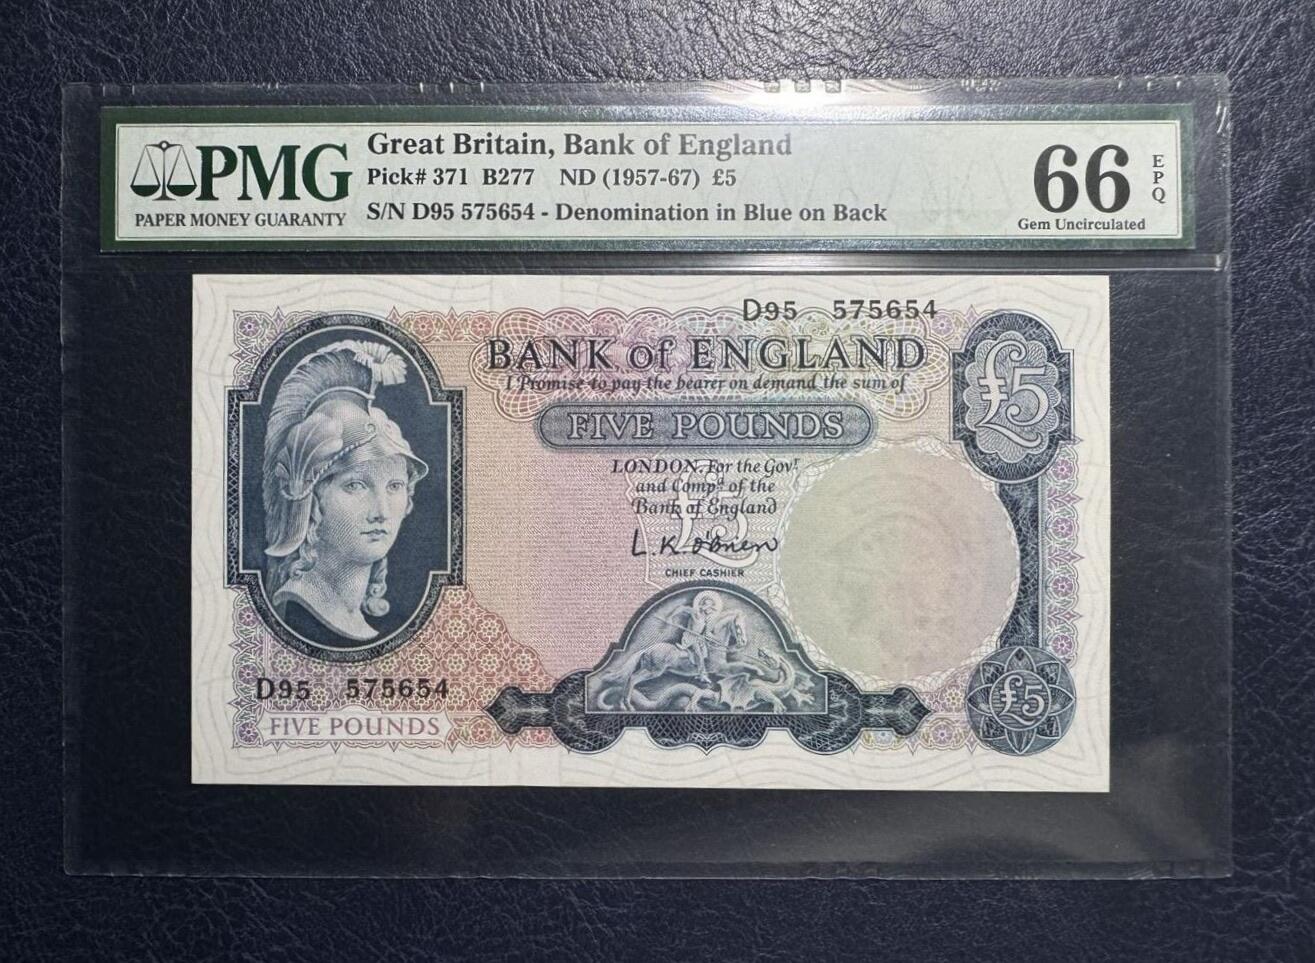 PMG
PAPER MONEY GUARANTY
Great Britain, Bank of England
Pick# 371 B277 ND (1957-67) £5
S/N D95 575654 - Denomination in Blue on Back
66
EPQ
Gem Uncirculated
D95 575654
BANK of ENGLAND
I Promise to pay the bearer on demand the sum of
£5
FIVE POUNDS
LONDON. For the Govr
and Compa of the
Bank of England
£5
L.K. O'Brien
CHIEF CASHIER
D95 575654
FIVE POUNDS
£5